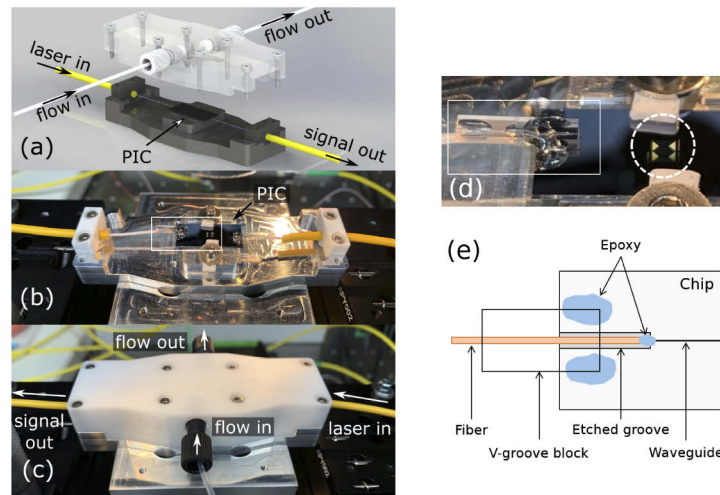 flow out
laser in
flow in
PIC
signal out
(a)
PIC
(b)
flow out
flow in
signal out
laser in
(c)
(d)
(e)
Epoxy
Chip
Fiber
Etched groove
V-groove block
Waveguide